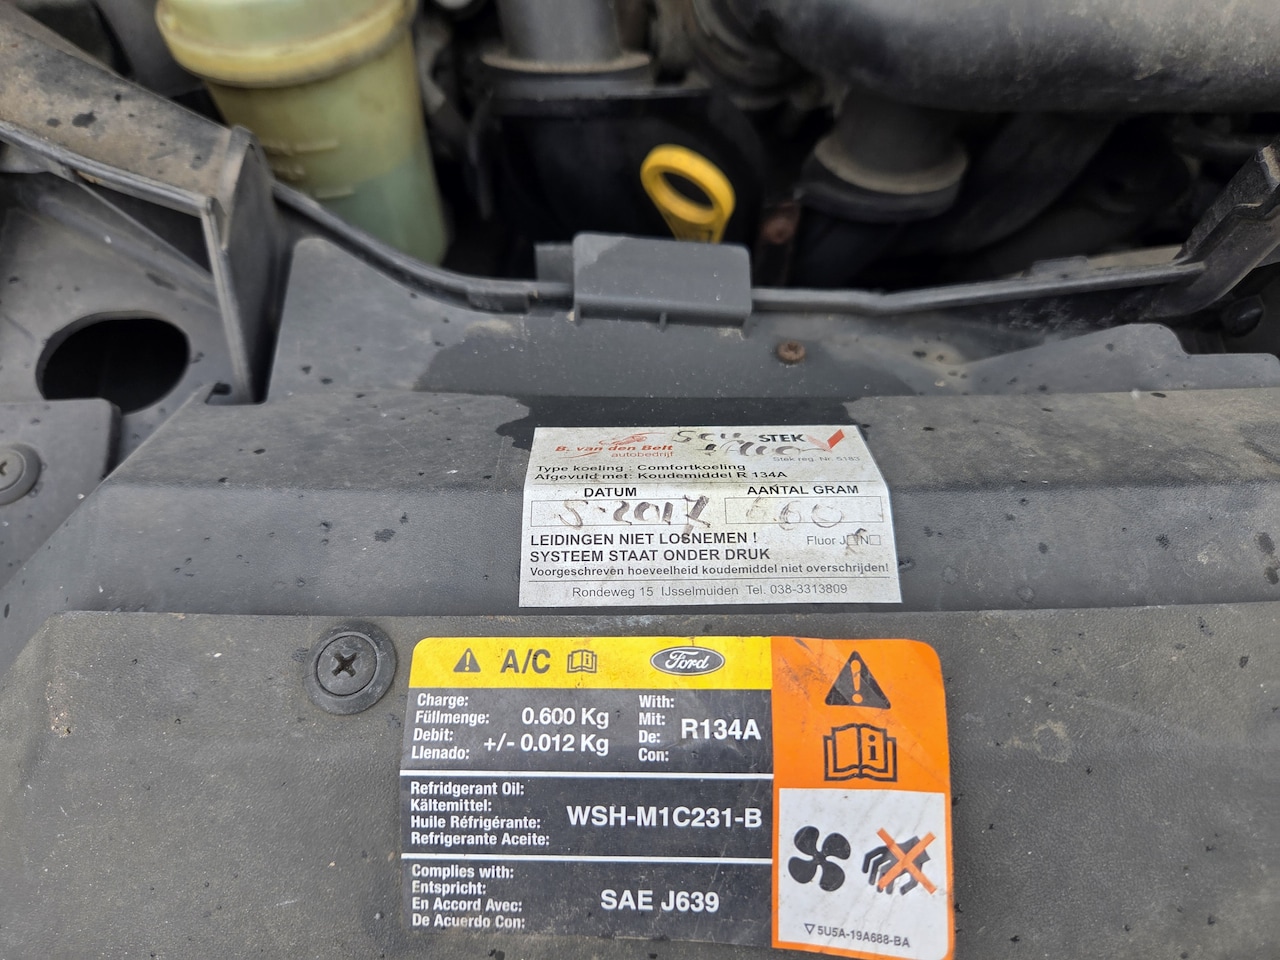 B. van den Belt
autobedrijf
STEK
Stek reg. Nr. 5183
Type koeling : Comfortkoeling
Afgevuld met: Koudemiddel R 134A
DATUM
AANTAL GRAM
5-2017
660
LEIDINGEN NIET LOSNEMEN !
Fluor J N
SYSTEEM STAAT ONDER DRUK
Voorgeschreven hoeveelheid koudemiddel niet overschrijden!
Rondeweg 15 IJsselmuiden Tel. 038-3313809
A/C
Ford
Charge:
Füllmenge:
Debit:
Llenado:
0.600 Kg
+/- 0.012 Kg
With:
Mit:
De:
Con:
R134A
Refridgerant Oil:
Kältemittel:
Huile Réfrigérante:
Refrigerante Aceite:
WSH-M1C231-B
Complies with:
Entspricht:
En Accord Avec:
De Acuerdo Con:
SAE J639
5U5A-19A688-BA